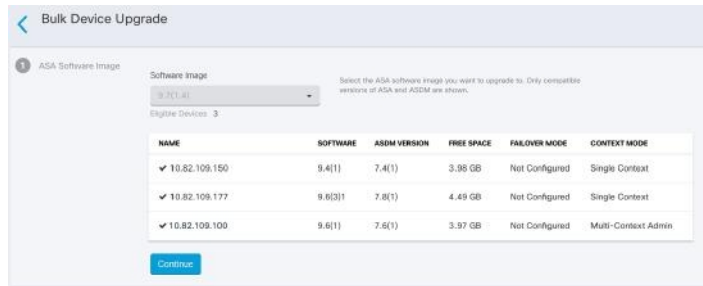 Bulk Device Upgrade
1 ASA Software Image
Software Image
9.7(1.4)
Select the ASA software image you want to upgrade to. Only compatible
versions of ASA and ASDM are shown.
Eligible Devices 3
NAME SOFTWARE ASDM VERSION FREE SPACE FAILOVER MODE CONTEXT MODE
10.82.109.150 9.4(1) 7.4(1) 3.98 GB Not Configured Single Context
10.82.109.177 9.6(3)1 7.8(1) 4.49 GB Not Configured Single Context
10.82.109.100 9.6(1) 7.6(1) 3.97 GB Not Configured Multi-Context Admin
Continue